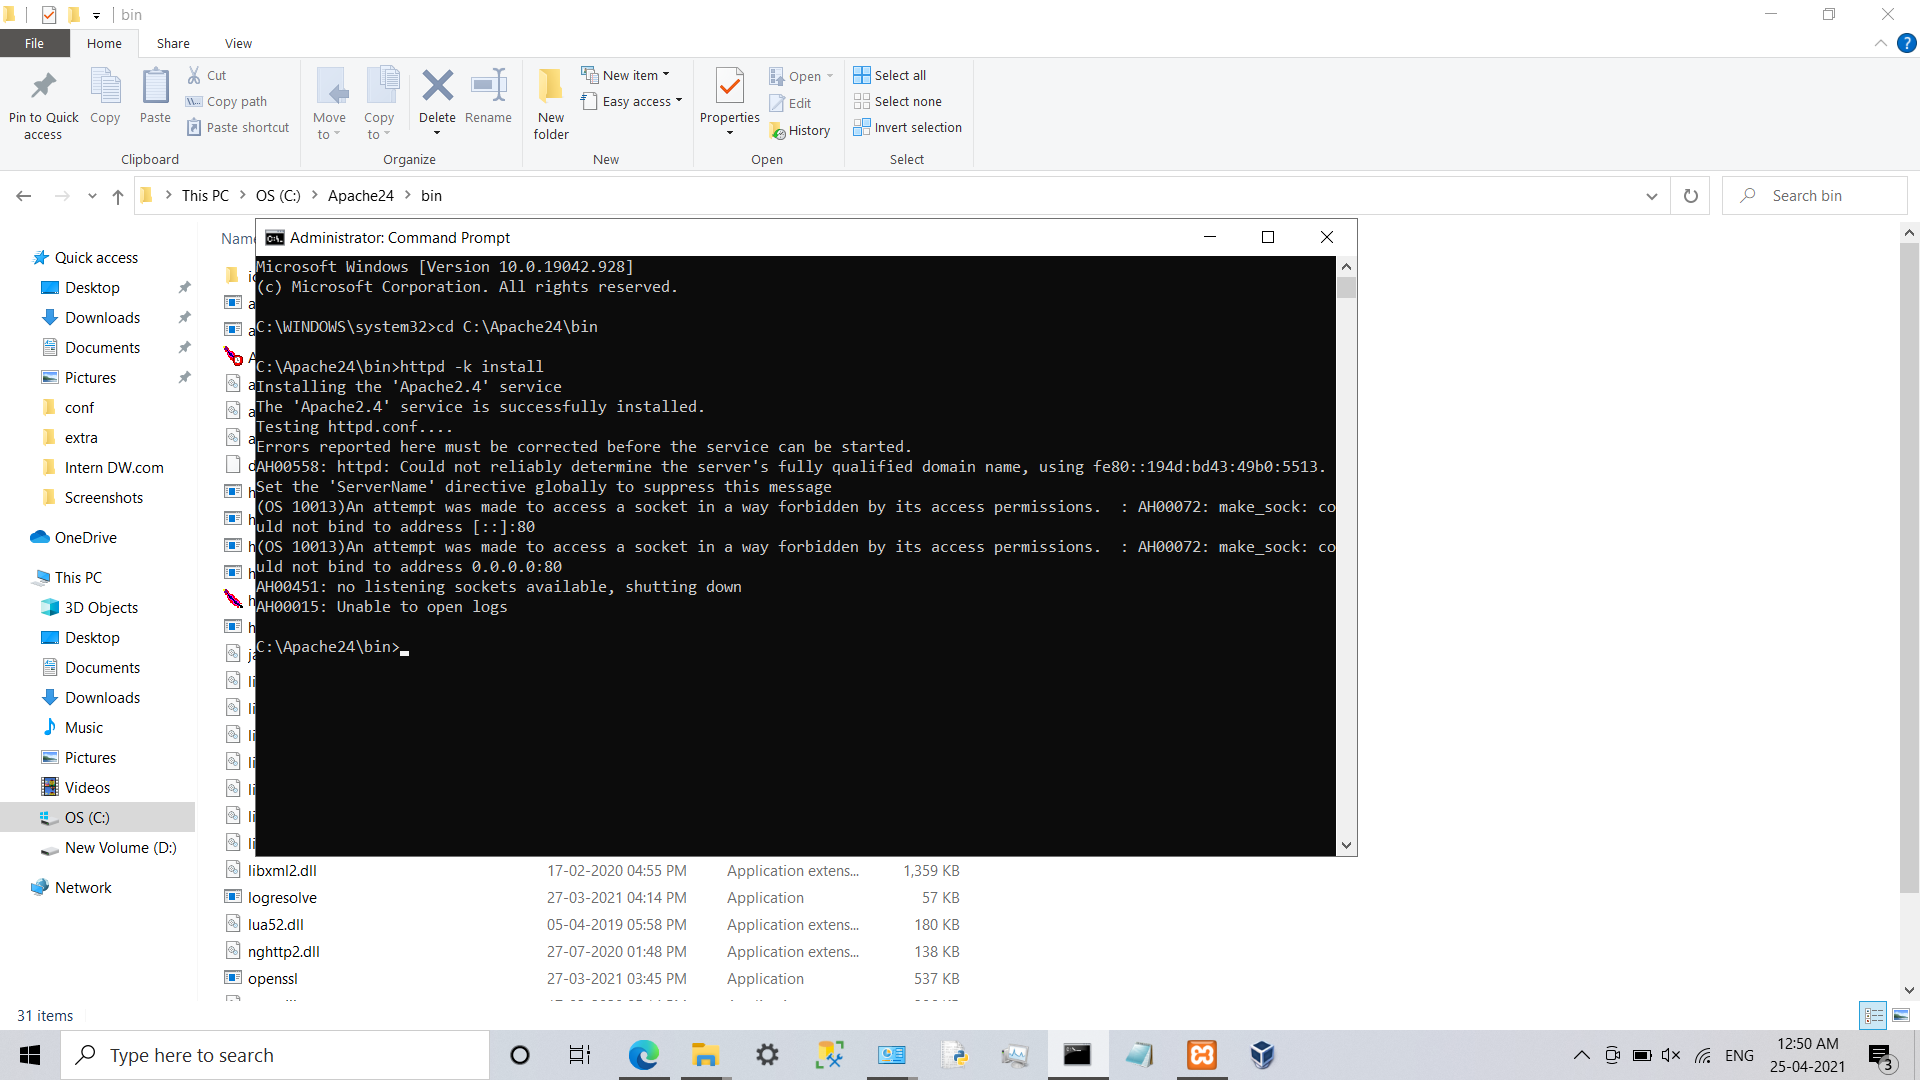 bin
File
Home
Share
View
Pin to Quick access
Copy
Paste
Cut
Copy path
Paste shortcut
Clipboard
Move to
Copy to
Delete
Rename
Organize
New folder
New item
Easy access
New
Properties
Open
Edit
History
Open
Select all
Select none
Invert selection
Select
This PC > OS (C:) > Apache24 > bin
Search bin
Name
Quick access
Desktop
Downloads
Documents
Pictures
conf
extra
Intern DW.com
Screenshots
OneDrive
This PC
3D Objects
Desktop
Documents
Downloads
Music
Pictures
Videos
OS (C:)
New Volume (D:)
Network
Administrator: Command Prompt
Microsoft Windows [Version 10.0.19042.928]
(c) Microsoft Corporation. All rights reserved.
C:\WINDOWS\system32>cd C:\Apache24\bin
C:\Apache24\bin>httpd -k install
Installing the 'Apache2.4' service
The 'Apache2.4' service is successfully installed.
Testing httpd.conf....
Errors reported here must be corrected before the service can be started.
AH00558: httpd: Could not reliably determine the server's fully qualified domain name, using fe80::194d:bd43:49b0:5513.
Set the 'ServerName' directive globally to suppress this message
(OS 10013)An attempt was made to access a socket in a way forbidden by its access permissions.  : AH00072: make_sock: co
uld not bind to address [::]:80
(OS 10013)An attempt was made to access a socket in a way forbidden by its access permissions.  : AH00072: make_sock: co
uld not bind to address 0.0.0.0:80
AH00451: no listening sockets available, shutting down
AH00015: Unable to open logs
C:\Apache24\bin>
libxml2.dll 17-02-2020 04:55 PM Application extens... 1,359 KB
logresolve 27-03-2021 04:14 PM Application 57 KB
lua52.dll 05-04-2019 05:58 PM Application extens... 180 KB
nghttp2.dll 27-07-2020 01:48 PM Application extens... 138 KB
openssl 27-03-2021 03:45 PM Application 537 KB
31 items
Type here to search
ENG
12:50 AM
25-04-2021
3